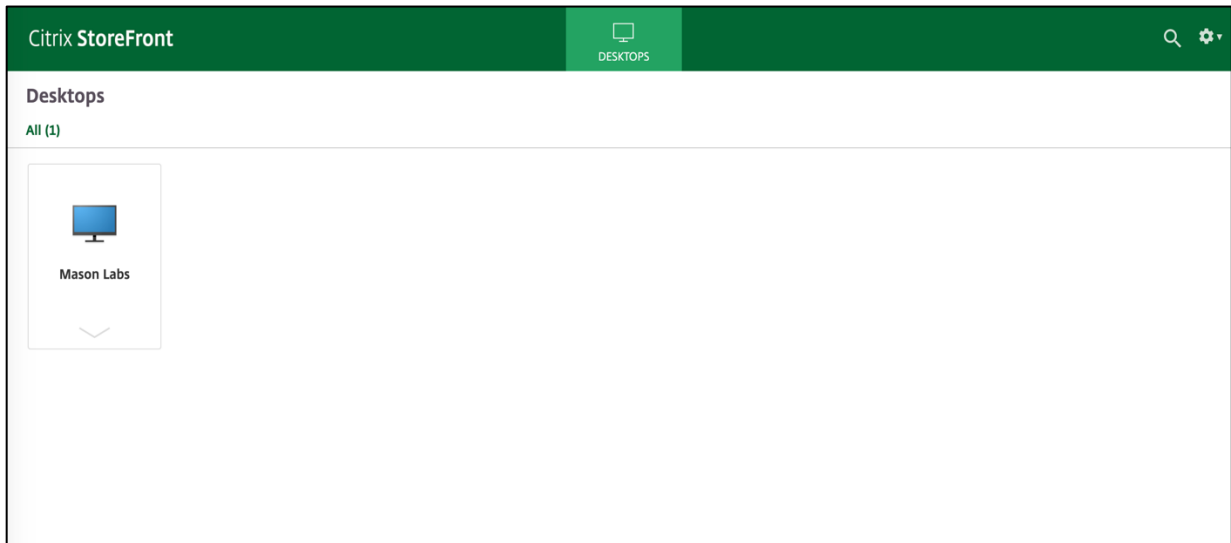 Citrix StoreFront
DESKTOPS
Desktops
All (1)
Mason Labs